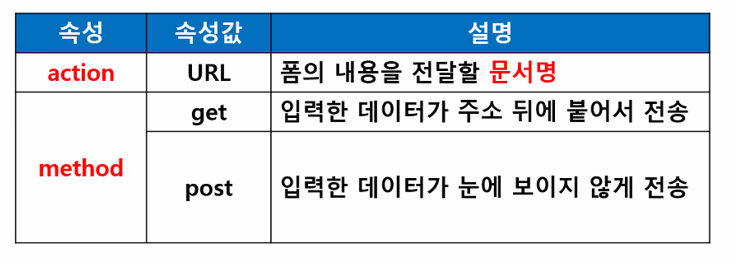 속성 속성값 설명
action URL 폼의 내용을 전달할 문서명
method get 입력한 데이터가 주소 뒤에 붙어서 전송
post 입력한 데이터가 눈에 보이지 않게 전송